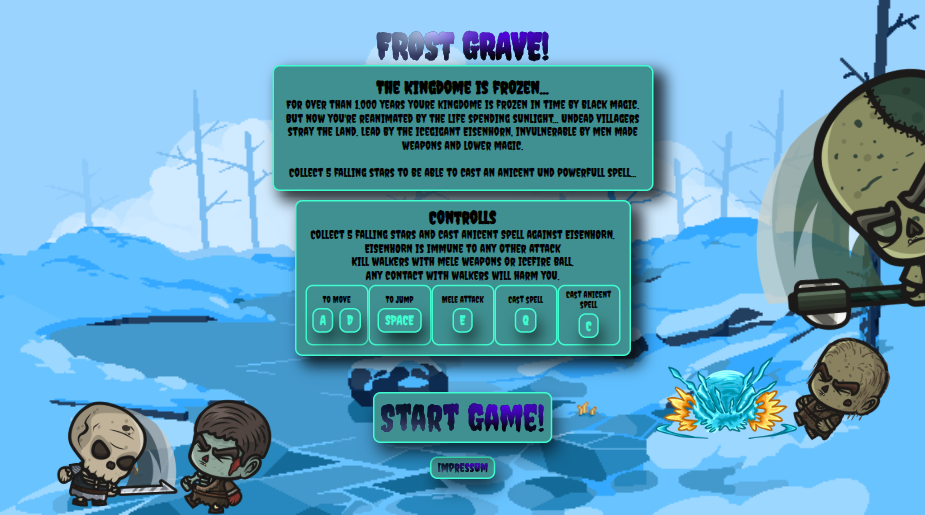 FROST GRAVE!
THE KINGDOME IS FROZEN...
FOR OVER THAN 1.000 YEARS YOURE KINGDOME IS FROZEN IN TIME BY BLACK MAGIC.
BUT NOW YOU'RE REANIMATED BY THE LIFE SPENDING SUNLIGHT... UNDEAD VILLAGERS
STRAY THE LAND. LEAD BY THE ICEGIGANT EISENHORN, INVULNERABLE BY MEN MADE
WEAPONS AND LOWER MAGIC.
COLLECT 5 FALLING STARS TO BE ABLE TO CAST AN ANICENT UND POWERFULL SPELL...
CONTROLLS
COLLECT 5 FALLING STARS AND CAST ANICENT SPELL AGAINST EISENHORN.
EISENHORN IS IMMUNE TO ANY OTHER ATTACK
KILL WALKERS WITH MELE WEAPONS OR ICEFIRE BALL
ANY CONTACT WITH WALKERS WILL HARM YOU.
TO MOVE
A D
TO JUMP
SPACE
MELE ATTACK
E
CAST SPELL
Q
CAST ANICENT
SPELL
C
START GAME!
IMPRESSUM